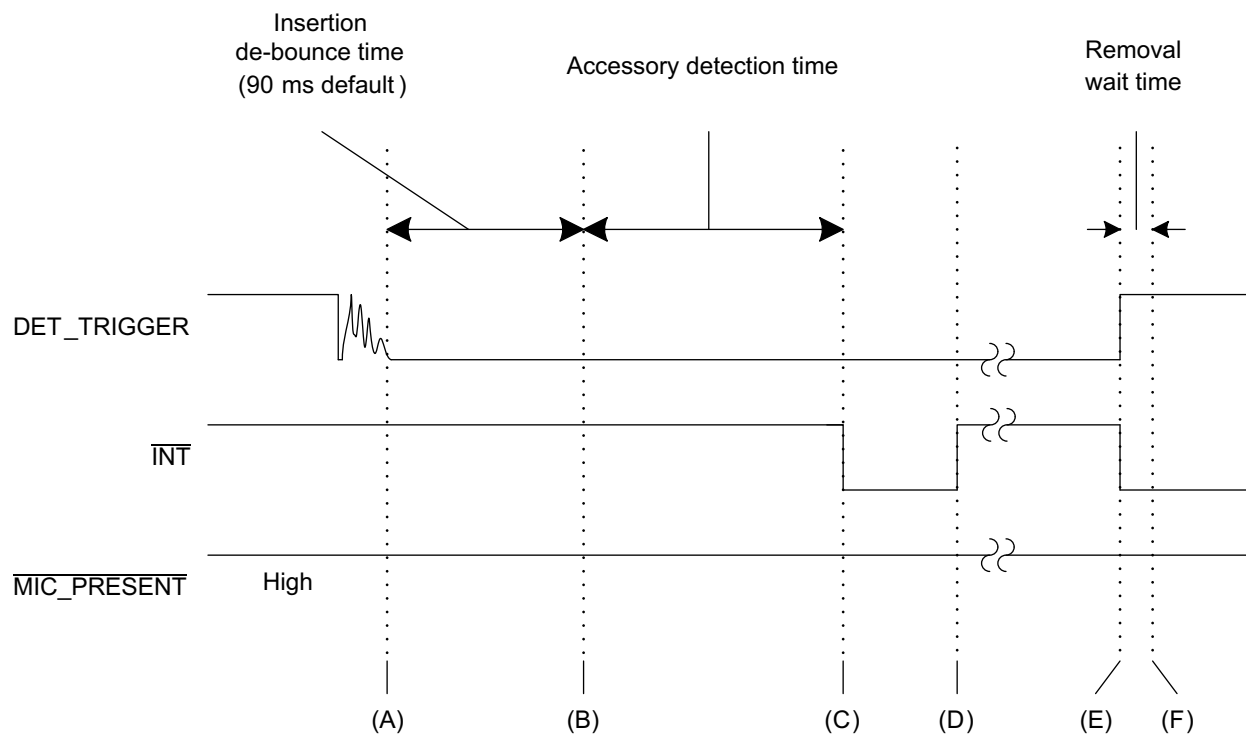 Insertion
de-bounce time
(90 ms default)
Accessory detection time
Removal
wait time
DET_TRIGGER
INT
MIC_PRESENT
High
(A)
(B)
(C)
(D)
(E)
(F)